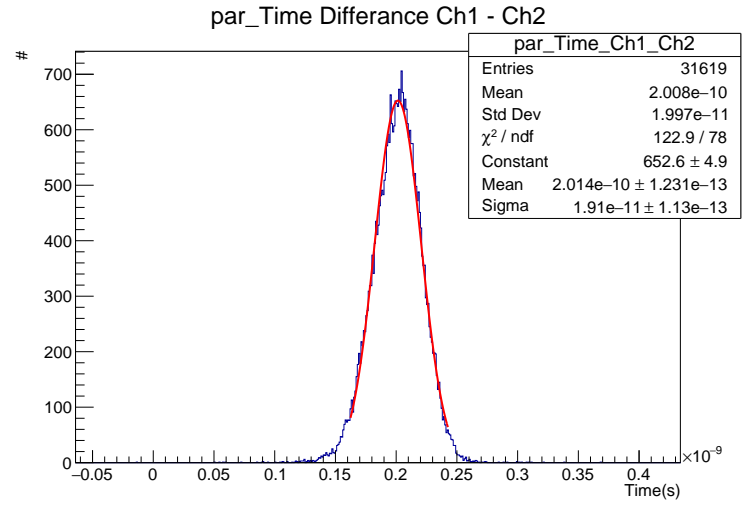 par_Time Differance Ch1 - Ch2
#
par_Time_Ch1_Ch2
Entries 31619
Mean 2.008e−10
Std Dev 1.997e−11
χ² / ndf 122.9 / 78
Constant 652.6 ± 4.9
Mean 2.014e−10 ± 1.231e−13
Sigma 1.91e−11 ± 1.13e−13
700
600
500
400
300
200
100
0
−0.05 0 0.05 0.1 0.15 0.2 0.25 0.3 0.35 0.4
×10⁻⁹
Time(s)